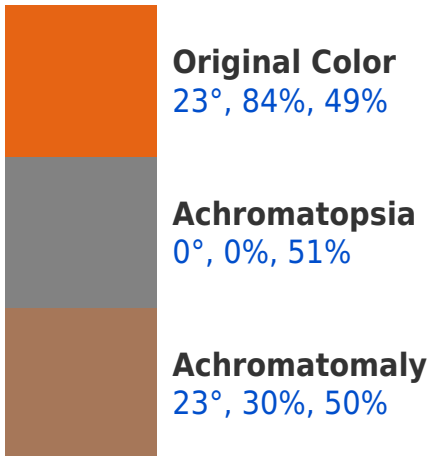 Original Color
23°, 84%, 49%
Achromatopsia
0°, 0%, 51%
Achromatomaly
23°, 30%, 50%